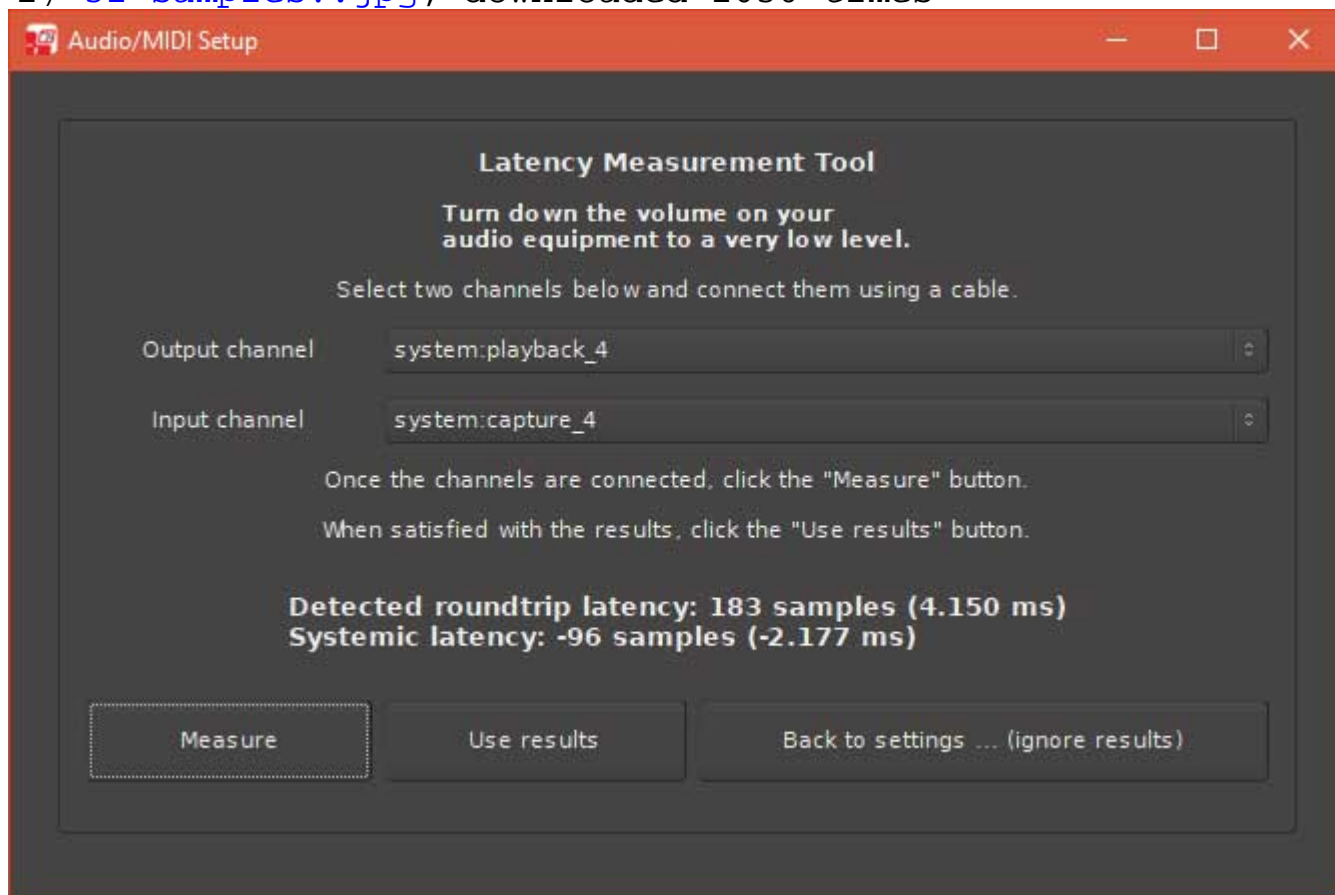 Audio/MIDI Setup
Latency Measurement Tool
Turn down the volume on your
audio equipment to a very low level.
Select two channels below and connect them using a cable.
Output channel system:playback_4
Input channel system:capture_4
Once the channels are connected, click the "Measure" button.
When satisfied with the results, click the "Use results" button.
Detected roundtrip latency: 183 samples (4.150 ms)
Systemic latency: -96 samples (-2.177 ms)
Measure Use results Back to settings ... (ignore results)